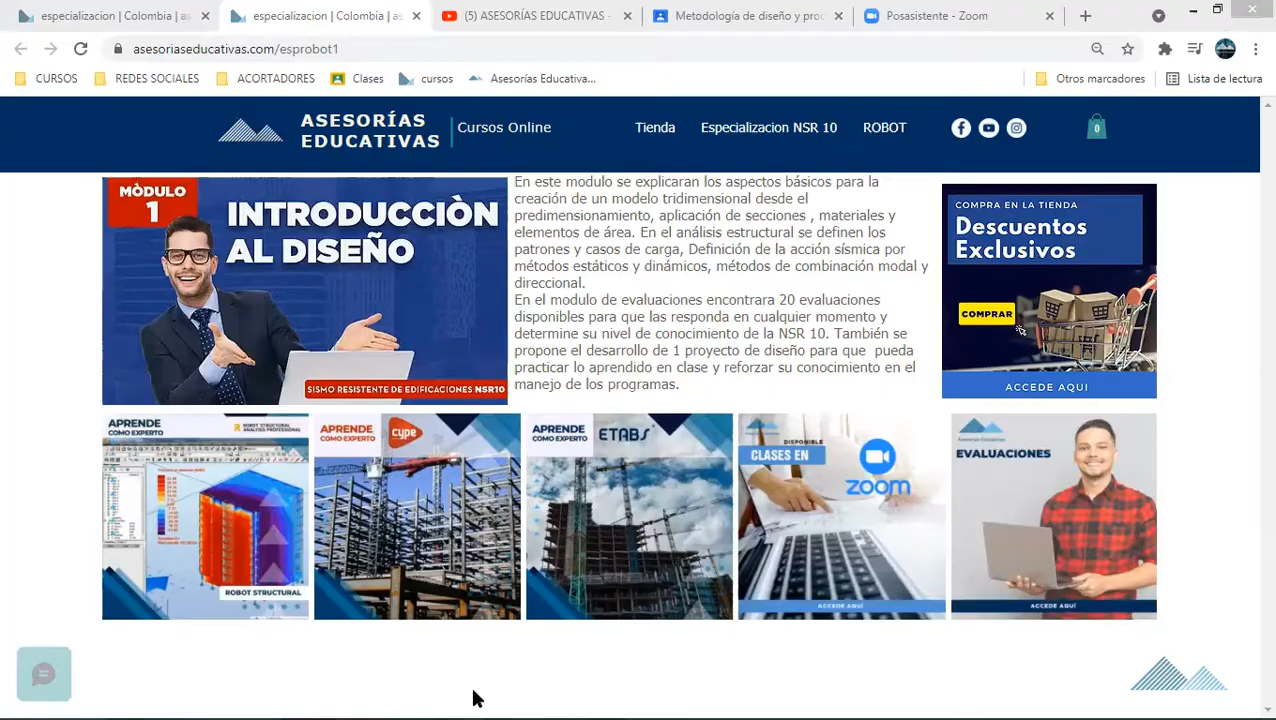 especializacion | Colombia | as
especializacion | Colombia | as
(5) ASESORÍAS EDUCATIVAS -
Metodología de diseño y proc
Posasistente - Zoom
asesoriaseducativas.com/esprobot1
CURSOS
REDES SOCIALES
ACORTADORES
Clases
cursos
Asesorías Educativa...
Otros marcadores
Lista de lectura
ASESORÍAS
EDUCATIVAS
Cursos Online
Tienda
Especializacion NSR 10
ROBOT
0
MÒDULO
1
INTRODUCCIÒN
AL DISEÑO
SISMO RESISTENTE DE EDIFICACIONES NSR10
En este modulo se explicaran los aspectos básicos para la
creación de un modelo tridimensional desde el
predimensionamiento, aplicación de secciones , materiales y
elementos de área. En el análisis estructural se definen los
patrones y casos de carga, Definición de la acción sísmica por
métodos estáticos y dinámicos, métodos de combinación modal y
direccional.
En el modulo de evaluaciones encontrara 20 evaluaciones
disponibles para que las responda en cualquier momento y
determine su nivel de conocimiento de la NSR 10. También se
propone el desarrollo de 1 proyecto de diseño para que pueda
practicar lo aprendido en clase y reforzar su conocimiento en el
manejo de los programas.
COMPRA EN LA TIENDA
Descuentos
Exclusivos
COMPRAR
ACCEDE AQUI
APRENDE
COMO EXPERTO
ROBOT STRUCTURAL
ANALYSIS PROFESSIONAL
ROBOT STRUCTURAL
APRENDE
COMO EXPERTO
cype
APRENDE
COMO EXPERTO
ETABS
DISPONIBLE
CLASES EN
zoom
ACCEDE AQUÍ
Asesorías Educativas
EVALUACIONES
ACCEDE AQUÍ